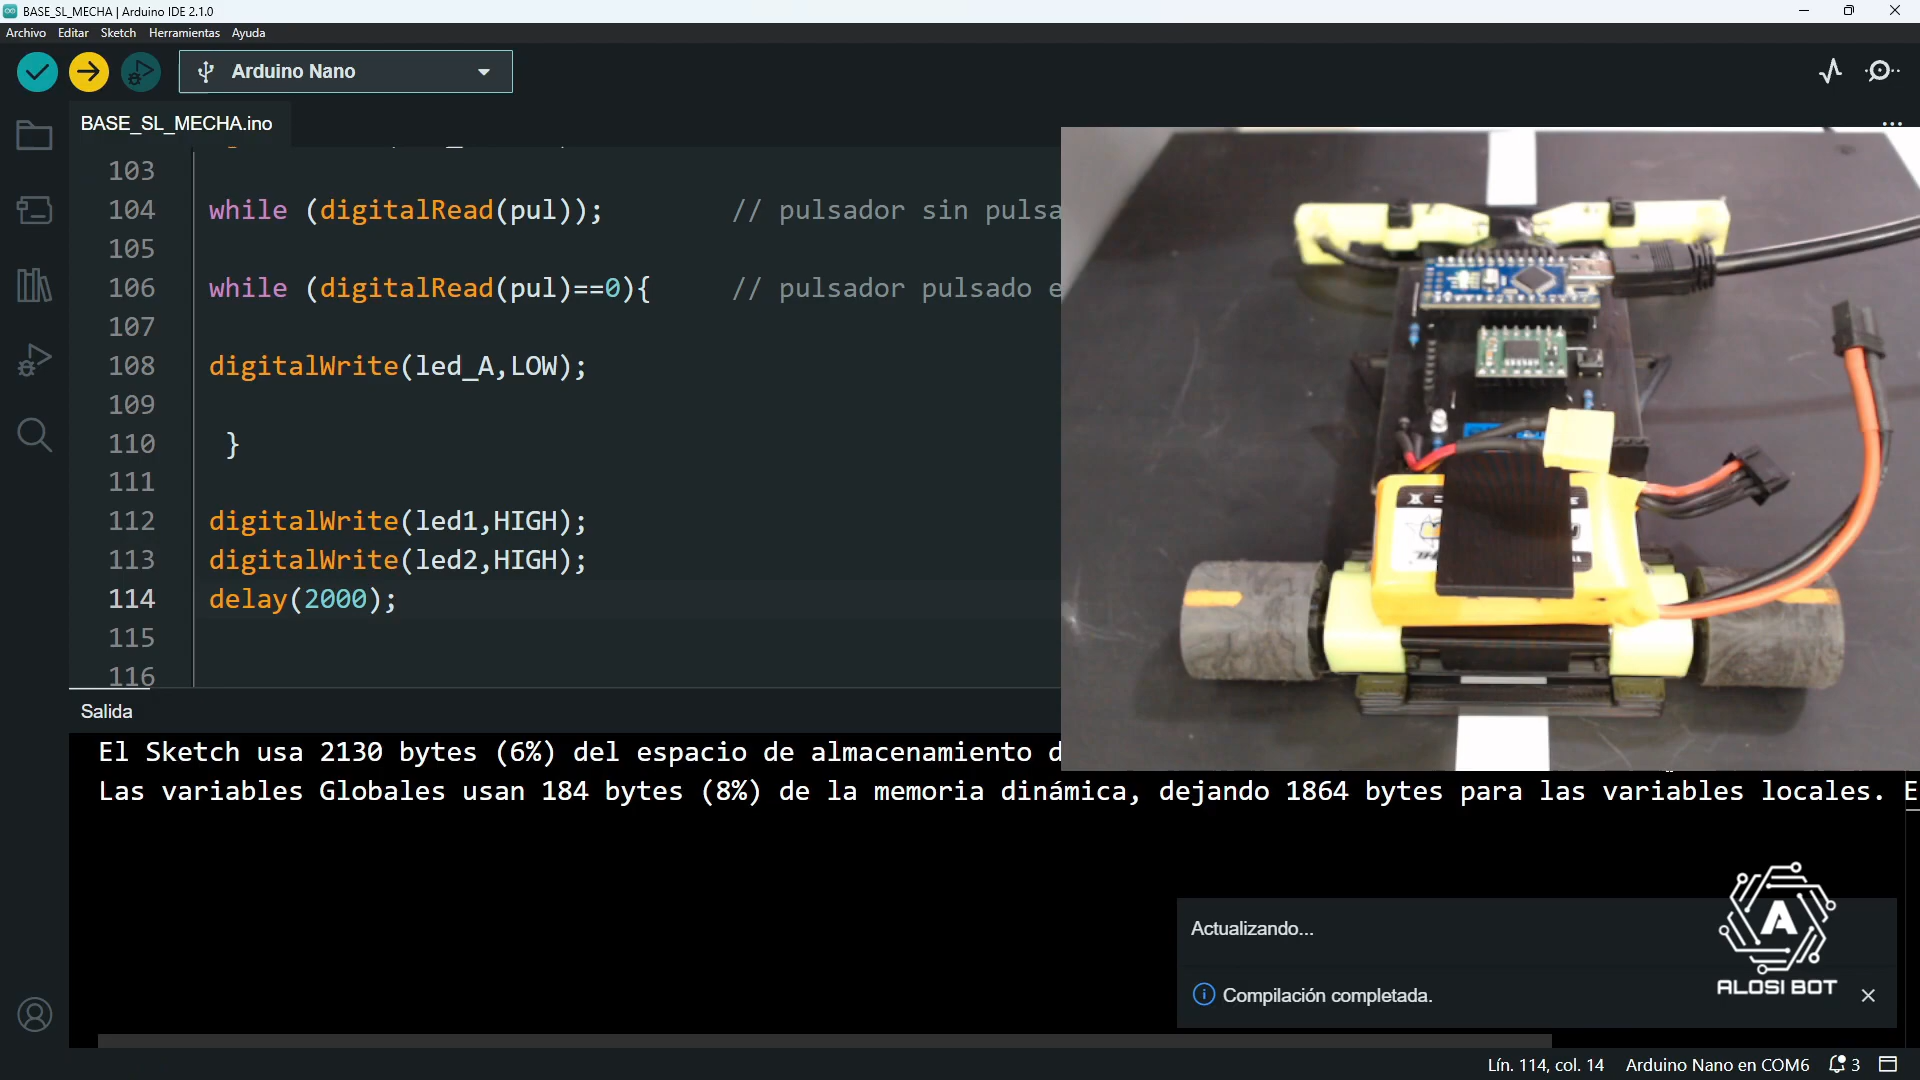 BASE_SL_MECHA | Arduino IDE 2.1.0
Archivo Editar Sketch Herramientas Ayuda
Arduino Nano
BASE_SL_MECHA.ino
103
104 while (digitalRead(pul)); // pulsador sin pulsa
105
106 while (digitalRead(pul)==0){ // pulsador pulsado e
107
108 digitalWrite(led_A,LOW);
109
110 }
111
112 digitalWrite(led1,HIGH);
113 digitalWrite(led2,HIGH);
114 delay(2000);
115
116
Salida
El Sketch usa 2130 bytes (6%) del espacio de almacenamiento d
Las variables Globales usan 184 bytes (8%) de la memoria dinámica, dejando 1864 bytes para las variables locales. E
Actualizando...
Compilación completada.
A
ALOSI BOT
Lín. 114, col. 14 Arduino Nano en COM6 3